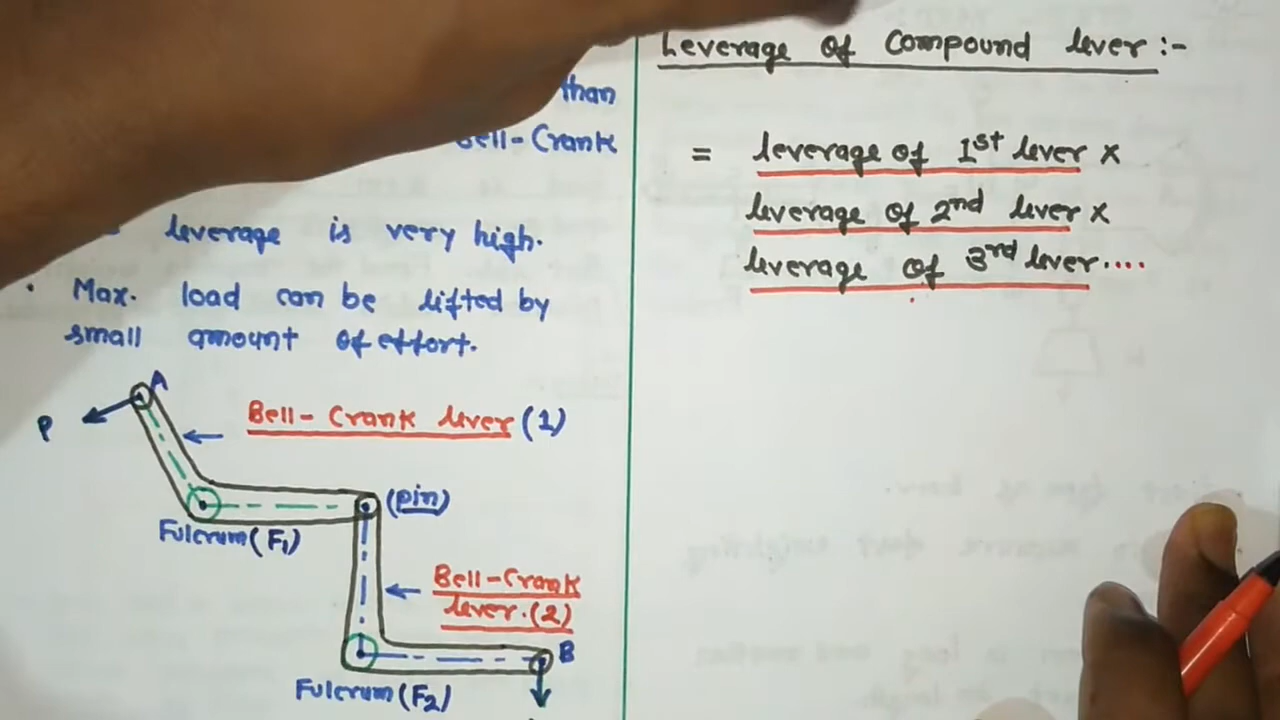 than
Bell-Crank
leverage is very high.
• Max. load can be lifted by
small amount of effort.
A
P
Bell-Crank lever (1)
(pin)
Fulcrum (F1)
Bell-Crank
lever.(2)
B
Fulcrum (F2)
Leverage of Compound lever :-
= leverage of 1st lever ×
leverage of 2nd lever ×
leverage of 3rd lever....